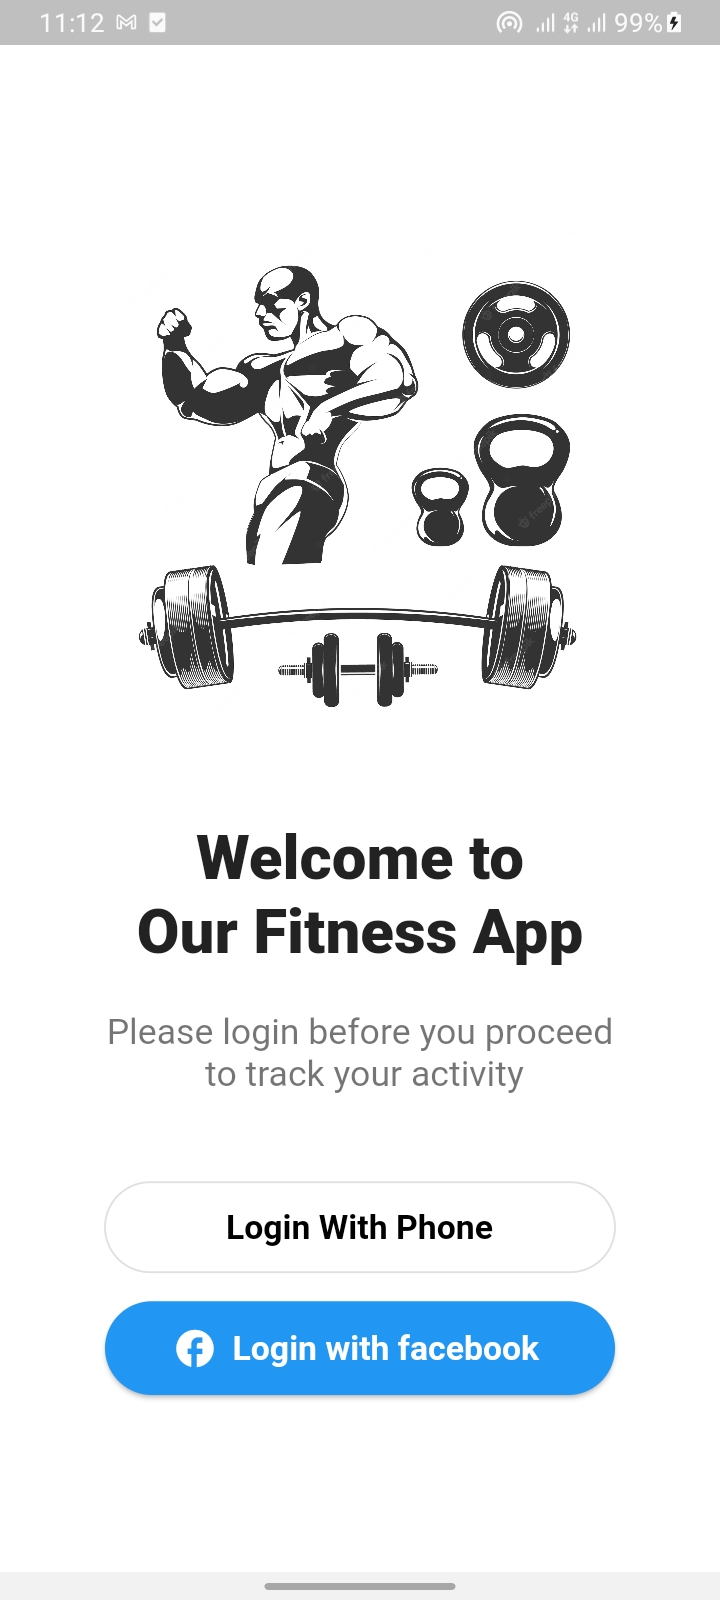 11:12 4G 99%
Welcome to
Our Fitness App
Please login before you proceed
to track your activity
Login With Phone
Login with facebook